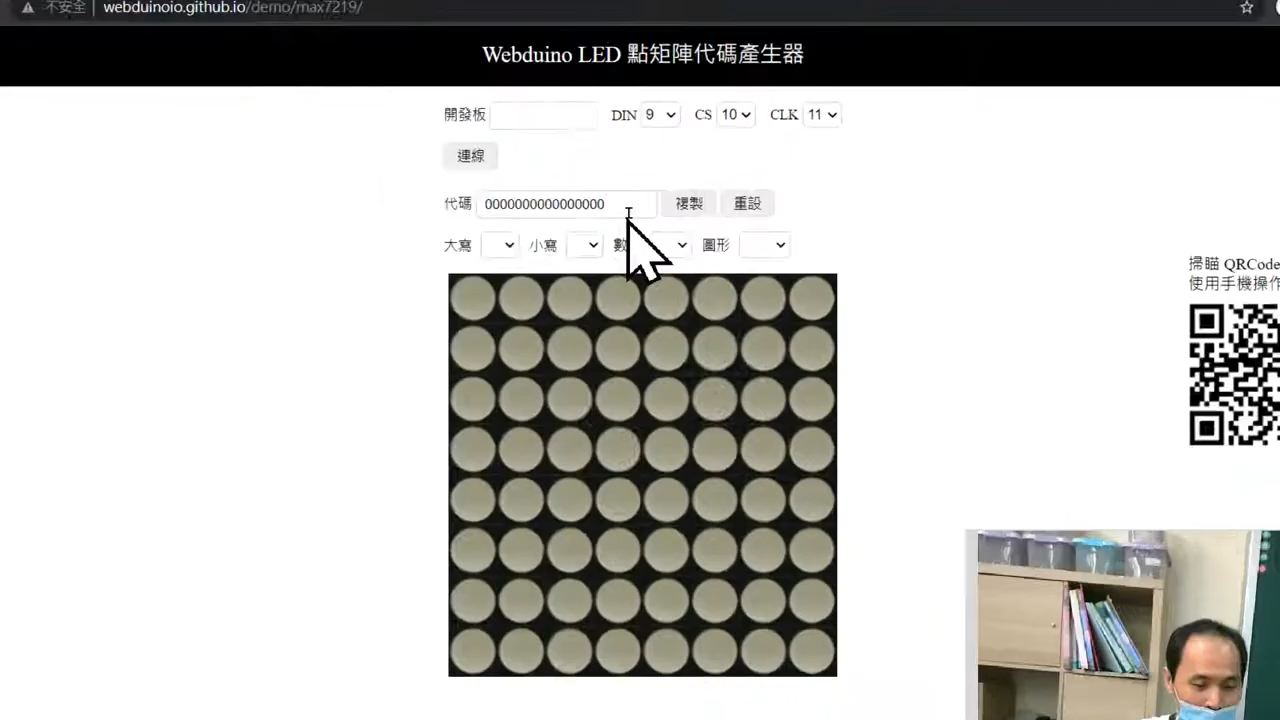 不安全 webduinoio.github.io/demo/max7219/
Webduino LED 點矩陣代碼產生器
開發板 DIN 9 CS 10 CLK 11
連線
代碼 0000000000000000 複製 重設
大寫 小寫 數 圖形
掃瞄 QRCode
使用手機操作